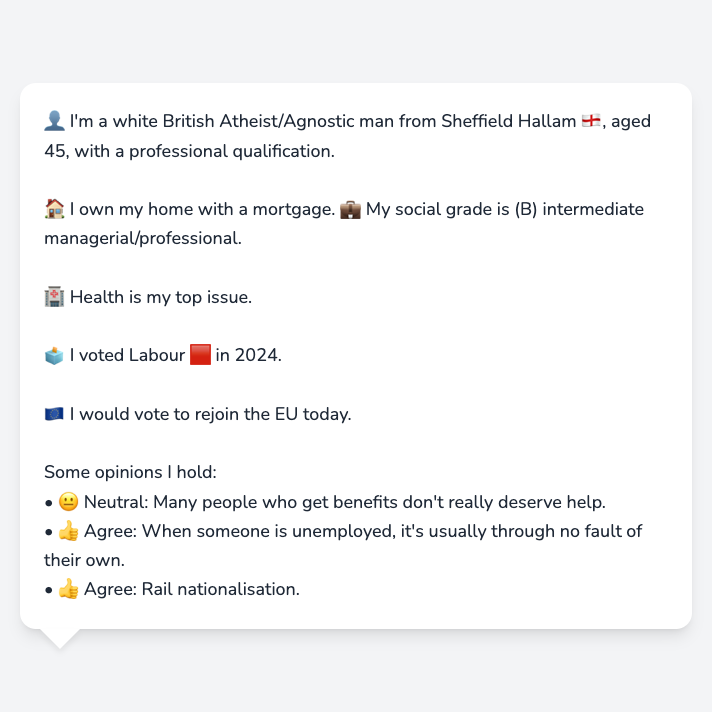 👤 I'm a white British Atheist/Agnostic man from Sheffield Hallam 🏴󠁧󠁢󠁥󠁮󠁧󠁿, aged
45, with a professional qualification.
🏠 I own my home with a mortgage. 💼 My social grade is (B) intermediate
managerial/professional.
🏥 Health is my top issue.
🗳️ I voted Labour 🟥 in 2024.
🇪🇺 I would vote to rejoin the EU today.
Some opinions I hold:
• 😐 Neutral: Many people who get benefits don't really deserve help.
• 👍 Agree: When someone is unemployed, it's usually through no fault of
their own.
• 👍 Agree: Rail nationalisation.